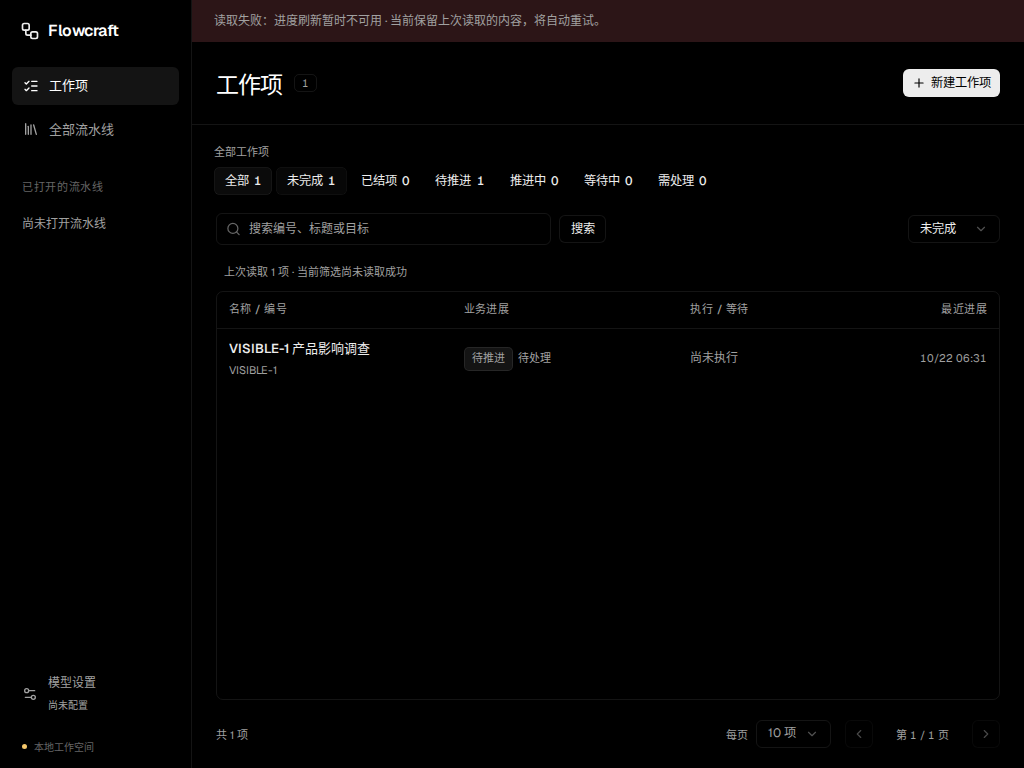 Flowcraft
工作项
全部流水线
已打开的流水线
尚未打开流水线
模型设置
尚未配置
本地工作空间
读取失败：进度刷新暂时不可用 · 当前保留上次读取的内容，将自动重试。
工作项 1
新建工作项
全部工作项
全部 1 未完成 1 已结项 0 待推进 1 推进中 0 等待中 0 需处理 0
搜索编号、标题或目标 搜索 未完成
上次读取 1 项 · 当前筛选尚未读取成功
名称 / 编号 业务进展 执行 / 等待 最近进展
VISIBLE-1 产品影响调查
VISIBLE-1
待推进 待处理 尚未执行 10/22 06:31
共 1 项 每页 10 项 第 1 / 1 页